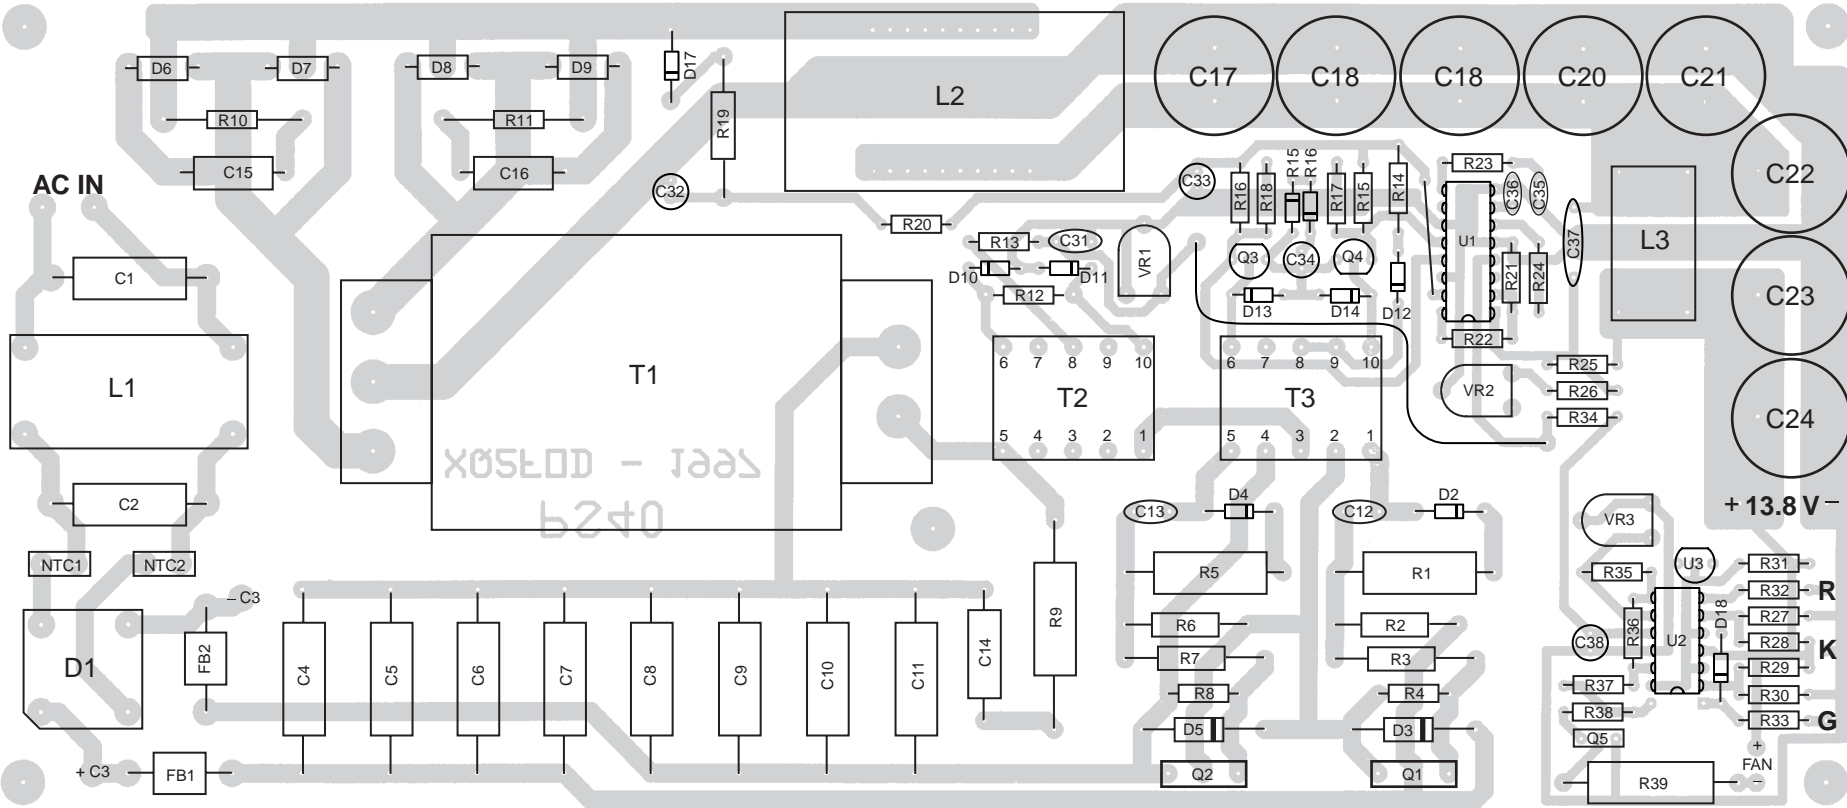 D6
D7
D8
D9
D17
L2
C17
C18
C18
C20
C21
R10
R11
R19
C15
C16
C32
C33
R15
R16
R16
R18
R17
R15
R14
R23
C36
C35
C22
AC IN
R20
R13
C31
VR1
Q3
C34
Q4
U1
C37
L3
C1
D10
D11
R12
D13
D14
D12
R21
R24
C23
R22
L1
T1
6 7 8 9 10
T2
5 4 3 2 1
6 7 8 9 10
T3
5 4 3 2 1
VR2
R25
R26
R34
C24
XQ2FOD - 1997
PS40
C2
C13
D4
C12
D2
VR3
+ 13.8 V −
NTC1
NTC2
R5
R1
R35
U3
R31
− C3
R32
R
D1
FB2
C4
C5
C6
C7
C8
C9
C10
C11
C14
R9
R6
R2
R7
R3
C38
R36
U2
D18
R27
R28
K
R29
R8
R4
R37
R30
R38
R33
G
D5
D3
Q5
+
FAN
−
+ C3
FB1
Q2
Q1
R39